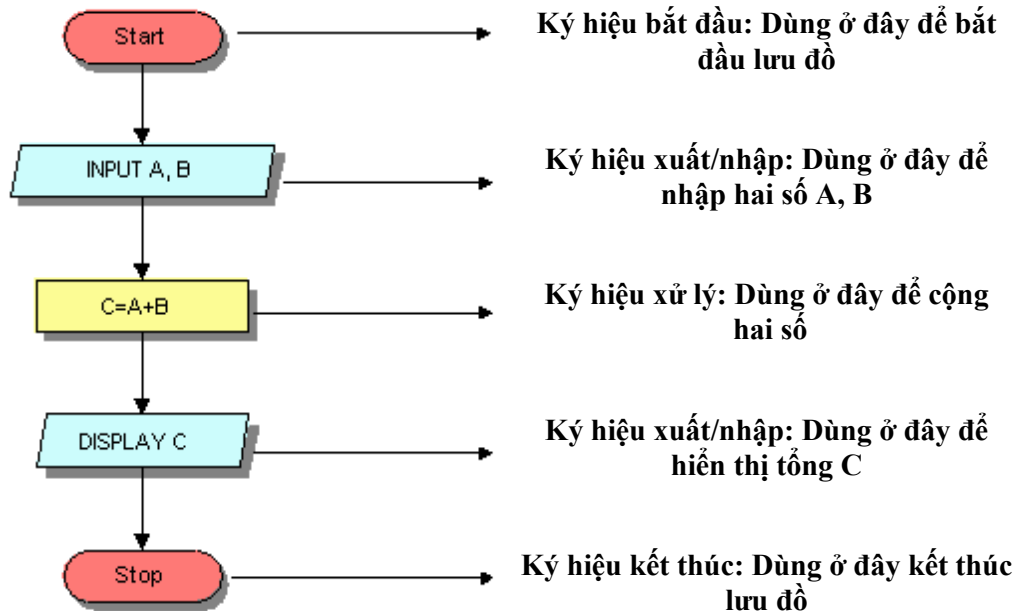 Start
Ký hiệu bắt đầu: Dùng ở đây để bắt
đầu lưu đồ
INPUT A, B
Ký hiệu xuất/nhập: Dùng ở đây để
nhập hai số A, B
C=A+B
Ký hiệu xử lý: Dùng ở đây để cộng
hai số
DISPLAY C
Ký hiệu xuất/nhập: Dùng ở đây để
hiển thị tổng C
Stop
Ký hiệu kết thúc: Dùng ở đây kết thúc
lưu đồ